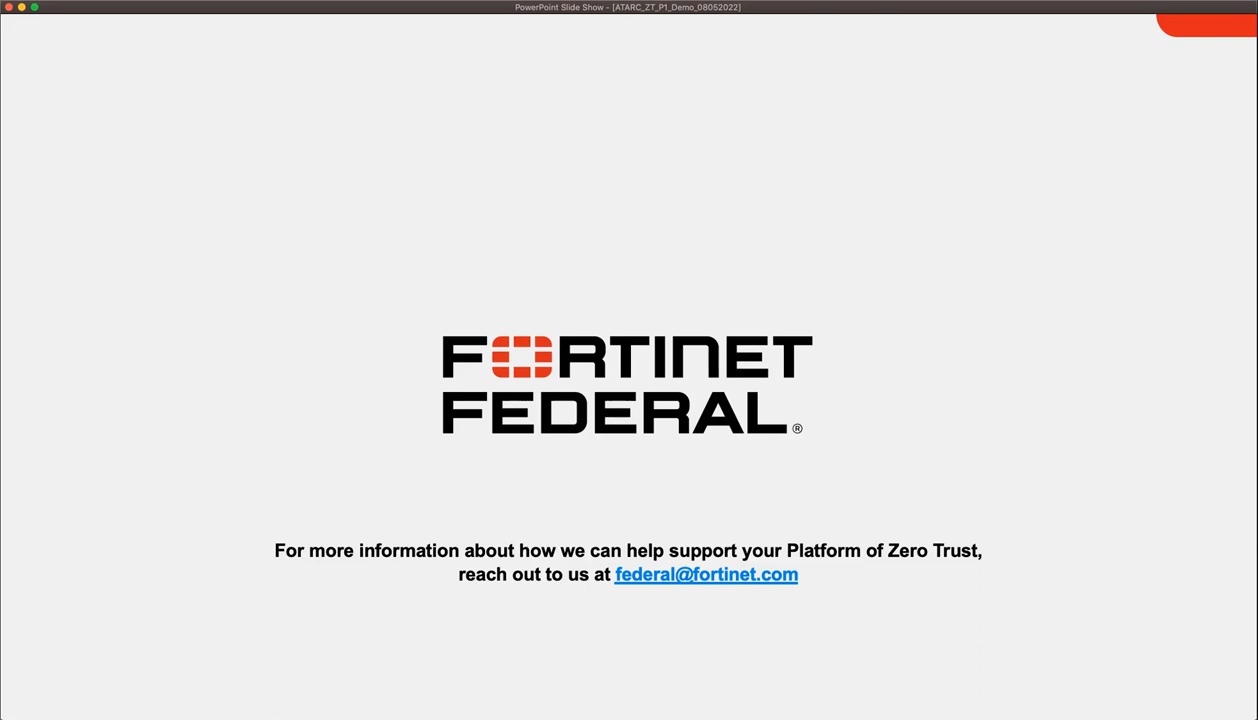 PowerPoint Slide Show - [ATARC_ZT_P1_Demo_08052022]
FORTINET
FEDERAL®
For more information about how we can help support your Platform of Zero Trust,
reach out to us at federal@fortinet.com